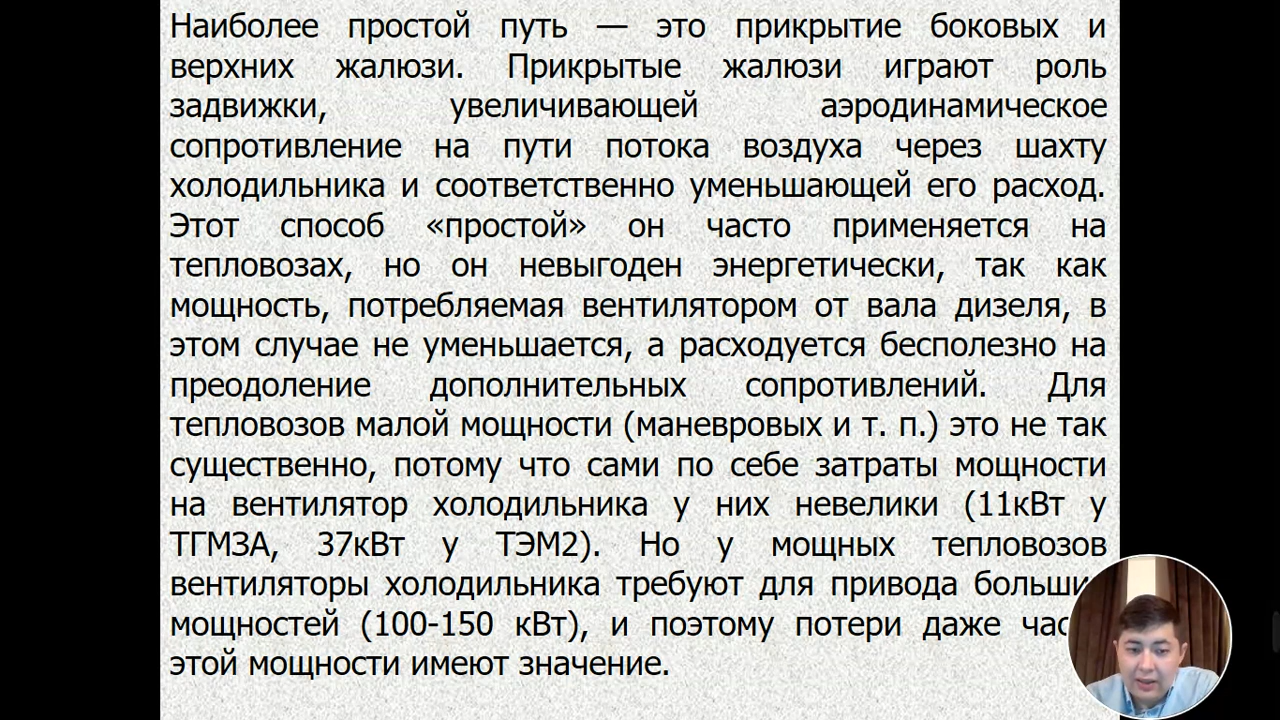 Наиболее простой путь — это прикрытие боковых и
верхних жалюзи. Прикрытые жалюзи играют роль
задвижки, увеличивающей аэродинамическое
сопротивление на пути потока воздуха через шахту
холодильника и соответственно уменьшающей его расход.
Этот способ «простой» он часто применяется на
тепловозах, но он невыгоден энергетически, так как
мощность, потребляемая вентилятором от вала дизеля, в
этом случае не уменьшается, а расходуется бесполезно на
преодоление дополнительных сопротивлений. Для
тепловозов малой мощности (маневровых и т. п.) это не так
существенно, потому что сами по себе затраты мощности
на вентилятор холодильника у них невелики (11кВт у
ТГМЗА, 37кВт у ТЭМ2). Но у мощных тепловозов
вентиляторы холодильника требуют для привода
мощностей (100-150 кВт), и поэтому потери даже
этой мощности имеют значение.